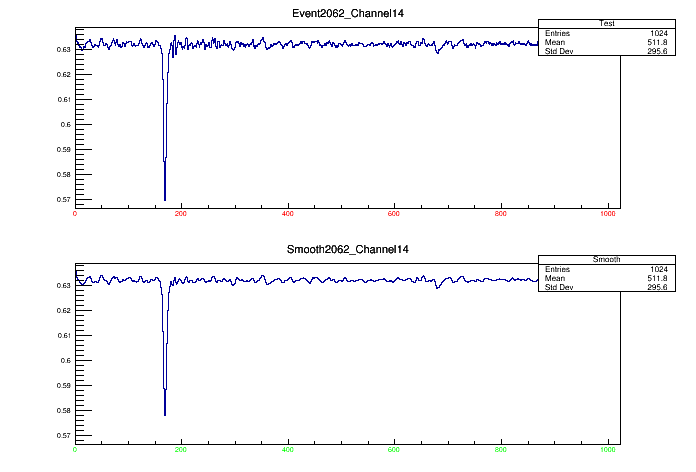 Event2062_Channel14
Test
Entries 1024
Mean 511.8
Std Dev 295.6
0.63
0.62
0.61
0.6
0.59
0.58
0.57
0 200 400 600 800 1000
Smooth2062_Channel14
Smooth
Entries 1024
Mean 511.8
Std Dev 295.6
0.63
0.62
0.61
0.6
0.59
0.58
0.57
0 200 400 600 800 1000